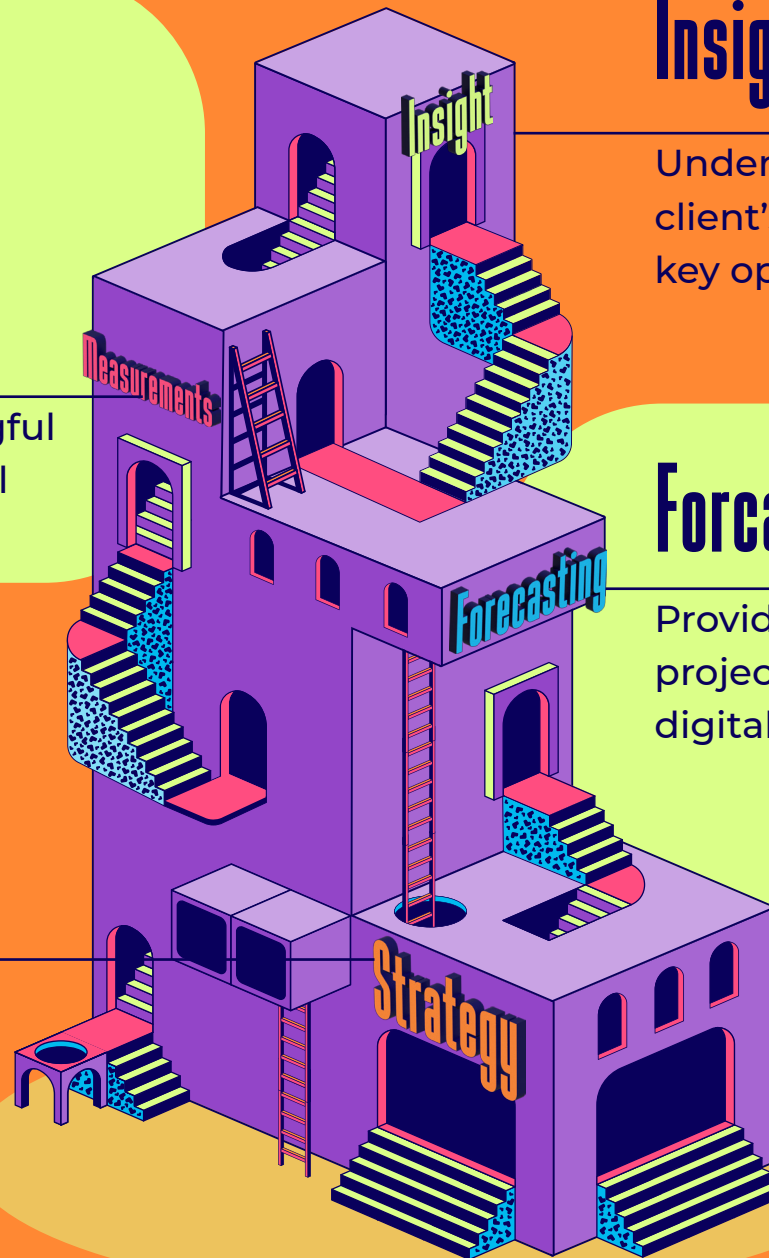 Insight
Insig
Under
client’
key op
Measurements
gful
l
Forecasting
Forca
Provid
projec
digital
Strategy